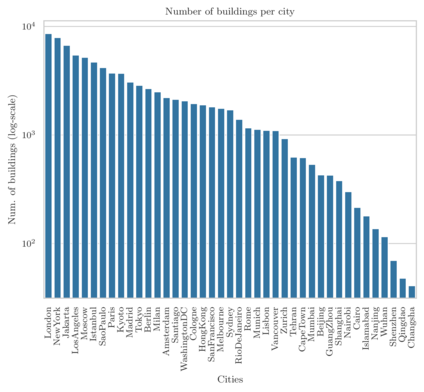 Number of buildings per city
Num. of buildings (log-scale)
10⁴
10³
10²
London
NewYork
Jakarta
LosAngeles
Moscow
Istanbul
SaoPaulo
Paris
Kyoto
Madrid
Tokyo
Berlin
Milan
Amsterdam
Santiago
WashingtonDC
Cologne
HongKong
SanFrancisco
Melbourne
Sydney
RioDeJaneiro
Rome
Munich
Lisbon
Vancouver
Zurich
Tehran
CapeTown
Mumbai
Beijing
GuangZhou
Shanghai
Nairobi
Cairo
Islamabad
Nanjing
Wuhan
Shenzhen
Qingdao
Changsha
Cities